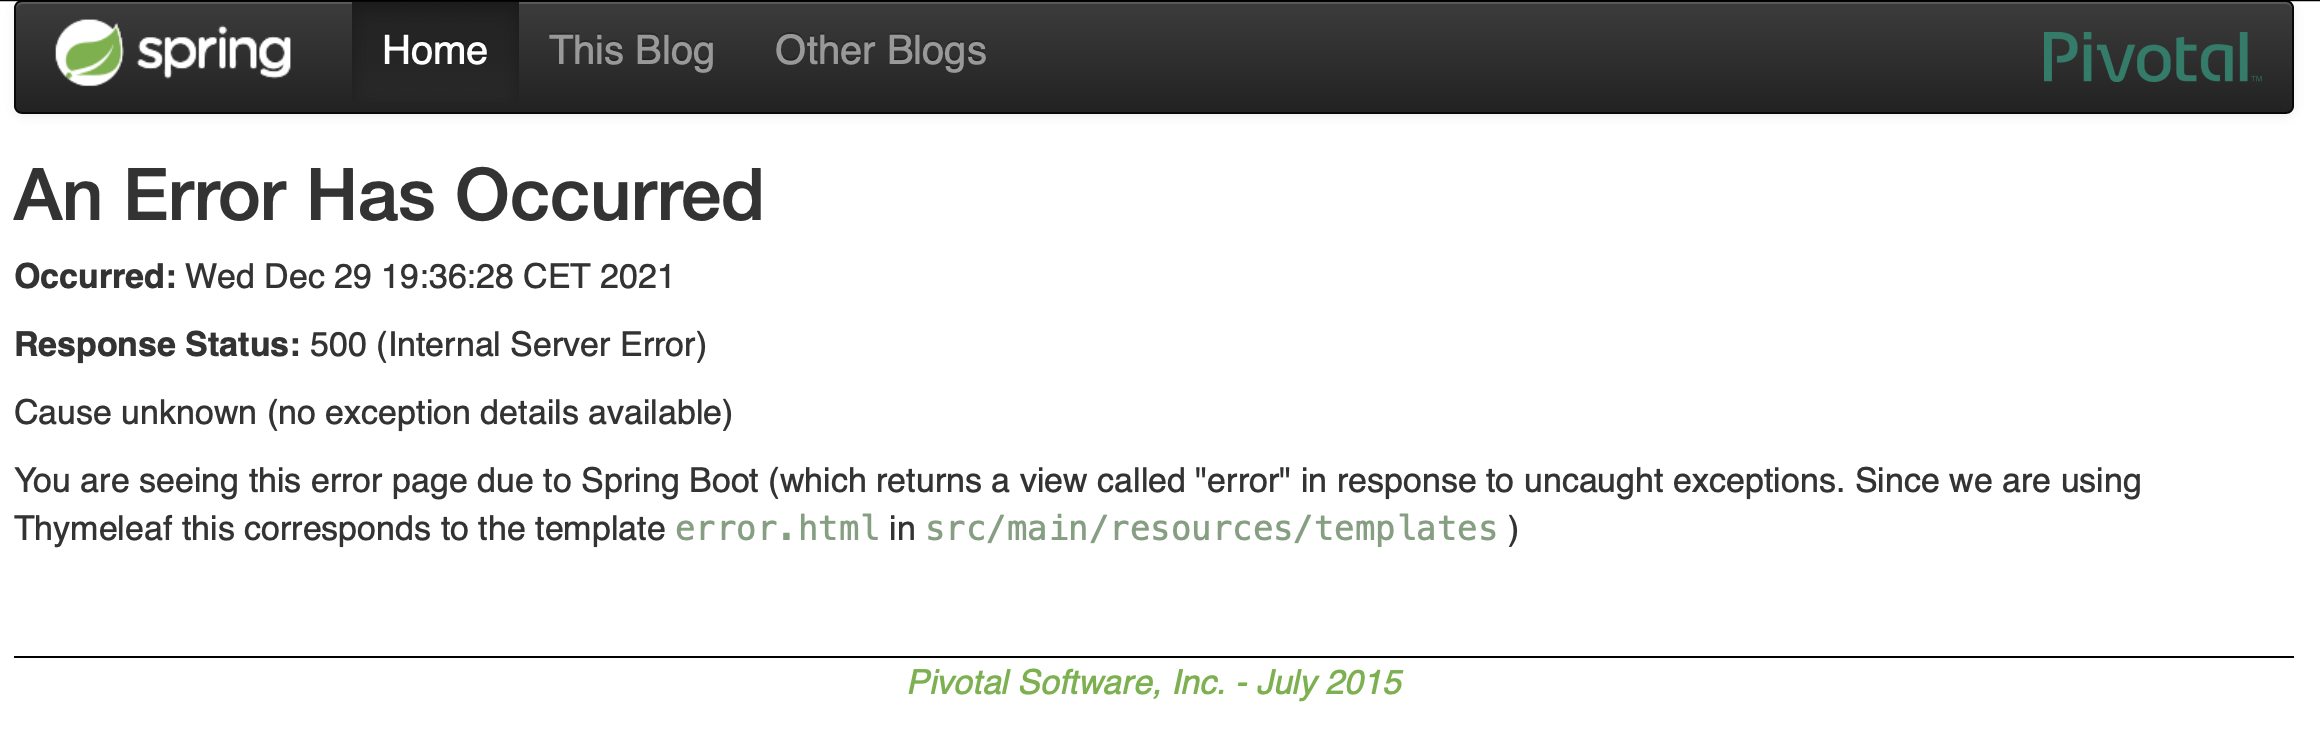 spring Home This Blog Other Blogs Pivotal™
An Error Has Occurred
Occurred: Wed Dec 29 19:36:28 CET 2021
Response Status: 500 (Internal Server Error)
Cause unknown (no exception details available)
You are seeing this error page due to Spring Boot (which returns a view called "error" in response to uncaught exceptions. Since we are using
Thymeleaf this corresponds to the template error.html in src/main/resources/templates )
Pivotal Software, Inc. - July 2015